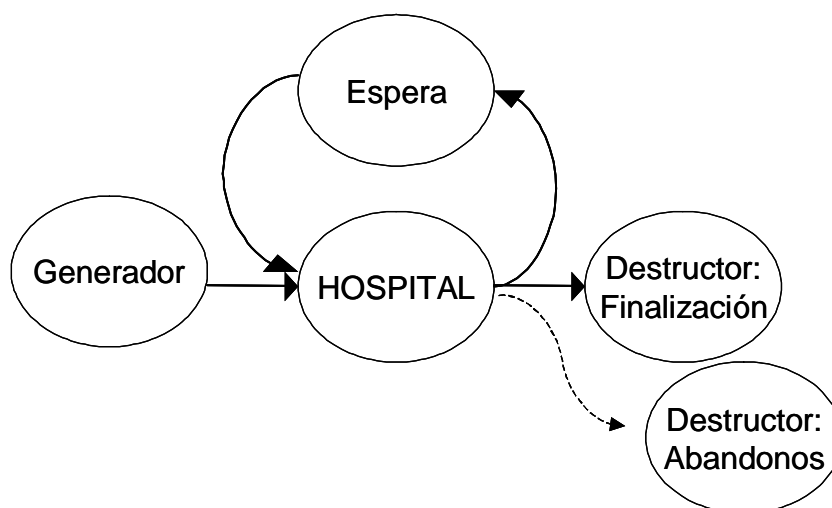 Espera
Generador
HOSPITAL
Destructor:
Finalización
Destructor:
Abandonos